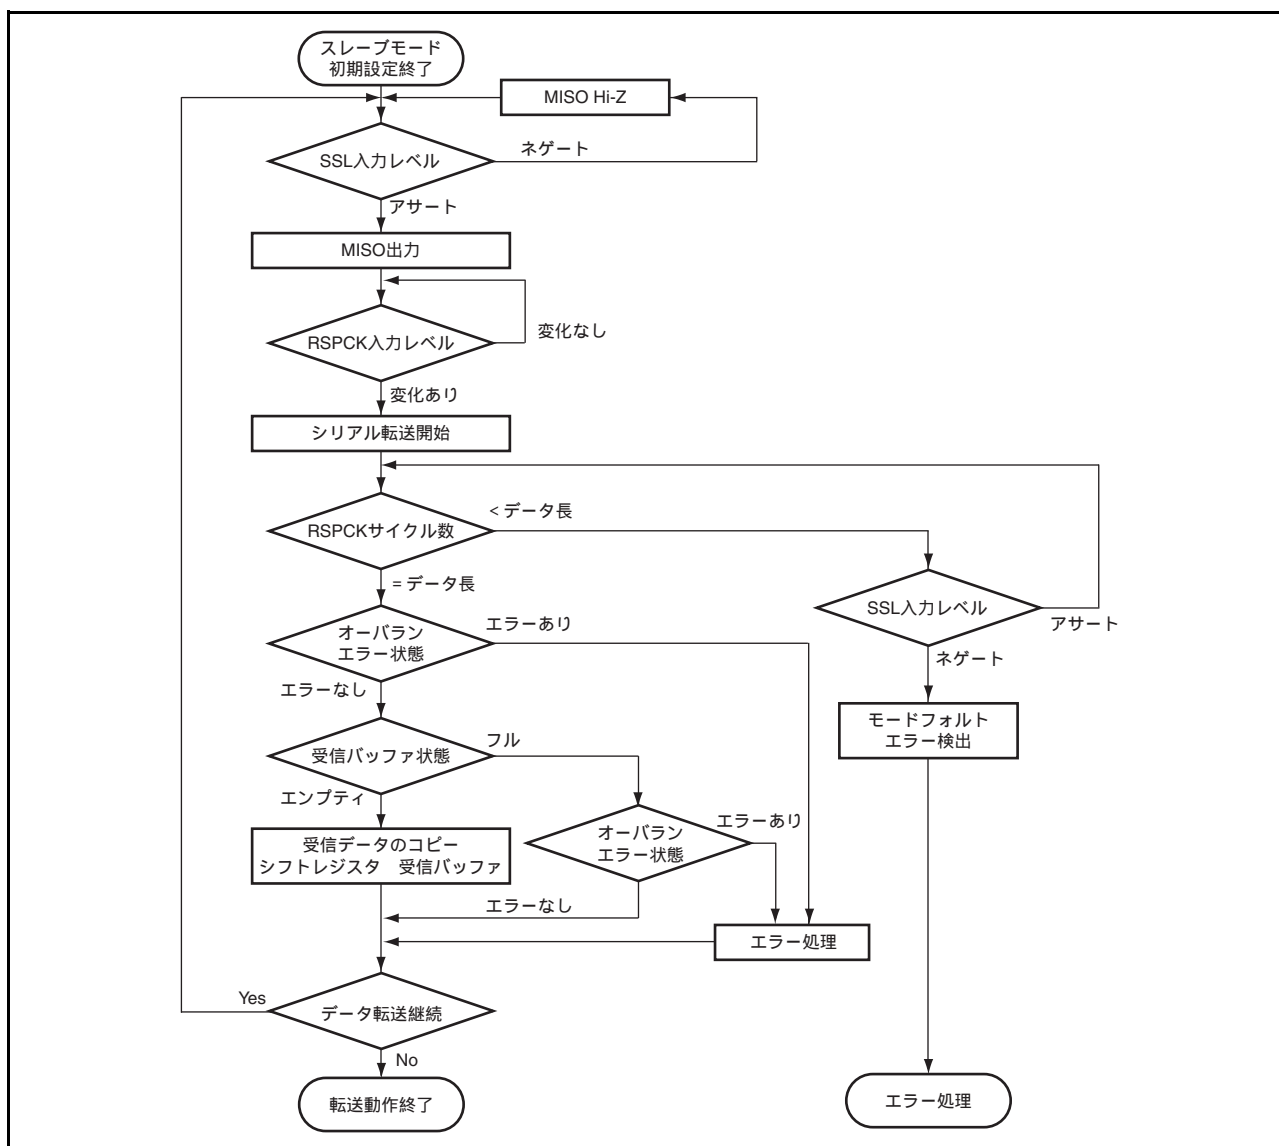 スレーブモード
初期設定終了
MISO Hi-Z
SSL入力レベル
ネゲート
アサート
MISO出力
RSPCK入力レベル
変化なし
変化あり
シリアル転送開始
RSPCKサイクル数
< データ長
= データ長
SSL入力レベル
アサート
ネゲート
オーバラン
エラー状態
エラーあり
エラーなし
モードフォルト
エラー検出
受信バッファ状態
フル
エンプティ
オーバラン
エラー状態
エラーあり
受信データのコピー
シフトレジスタ　受信バッファ
エラーなし
エラー処理
Yes
データ転送継続
No
転送動作終了
エラー処理